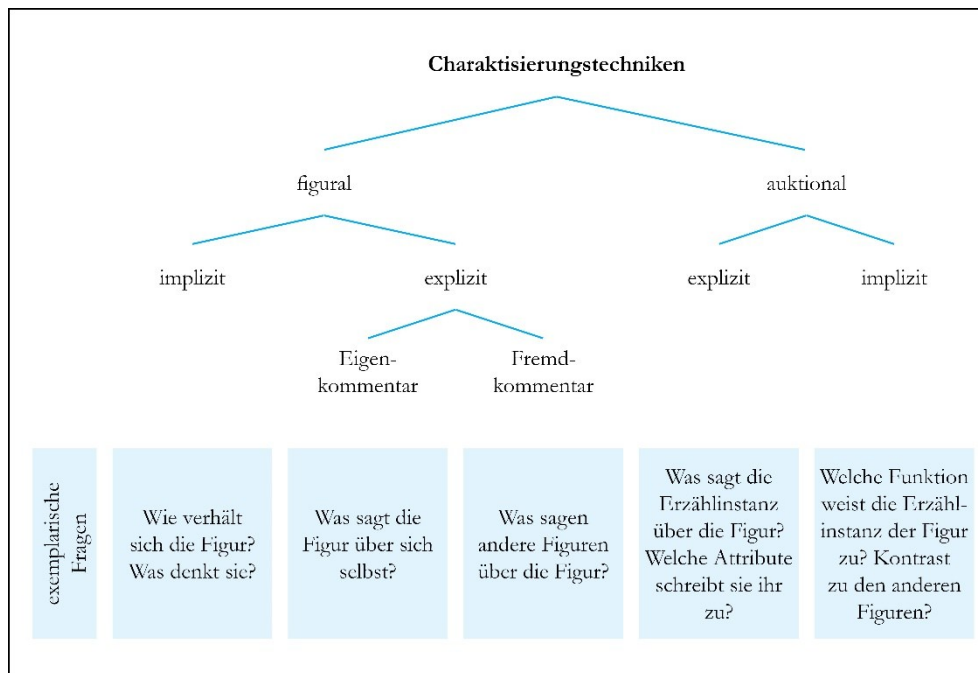 Charaktisierungstechniken
figural
auktional
implizit
explizit
explizit
implizit
Eigen-
kommentar
Fremd-
kommentar
exemplarische
Fragen
Wie verhält
sich die Figur?
Was denkt sie?
Was sagt die
Figur über sich
selbst?
Was sagen
andere Figuren
über die Figur?
Was sagt die
Erzählinstanz
über die Figur?
Welche Attribute
schreibt sie ihr
zu?
Welche Funktion
weist die Erzähl-
instanz der Figur
zu? Kontrast
zu den anderen
Figuren?